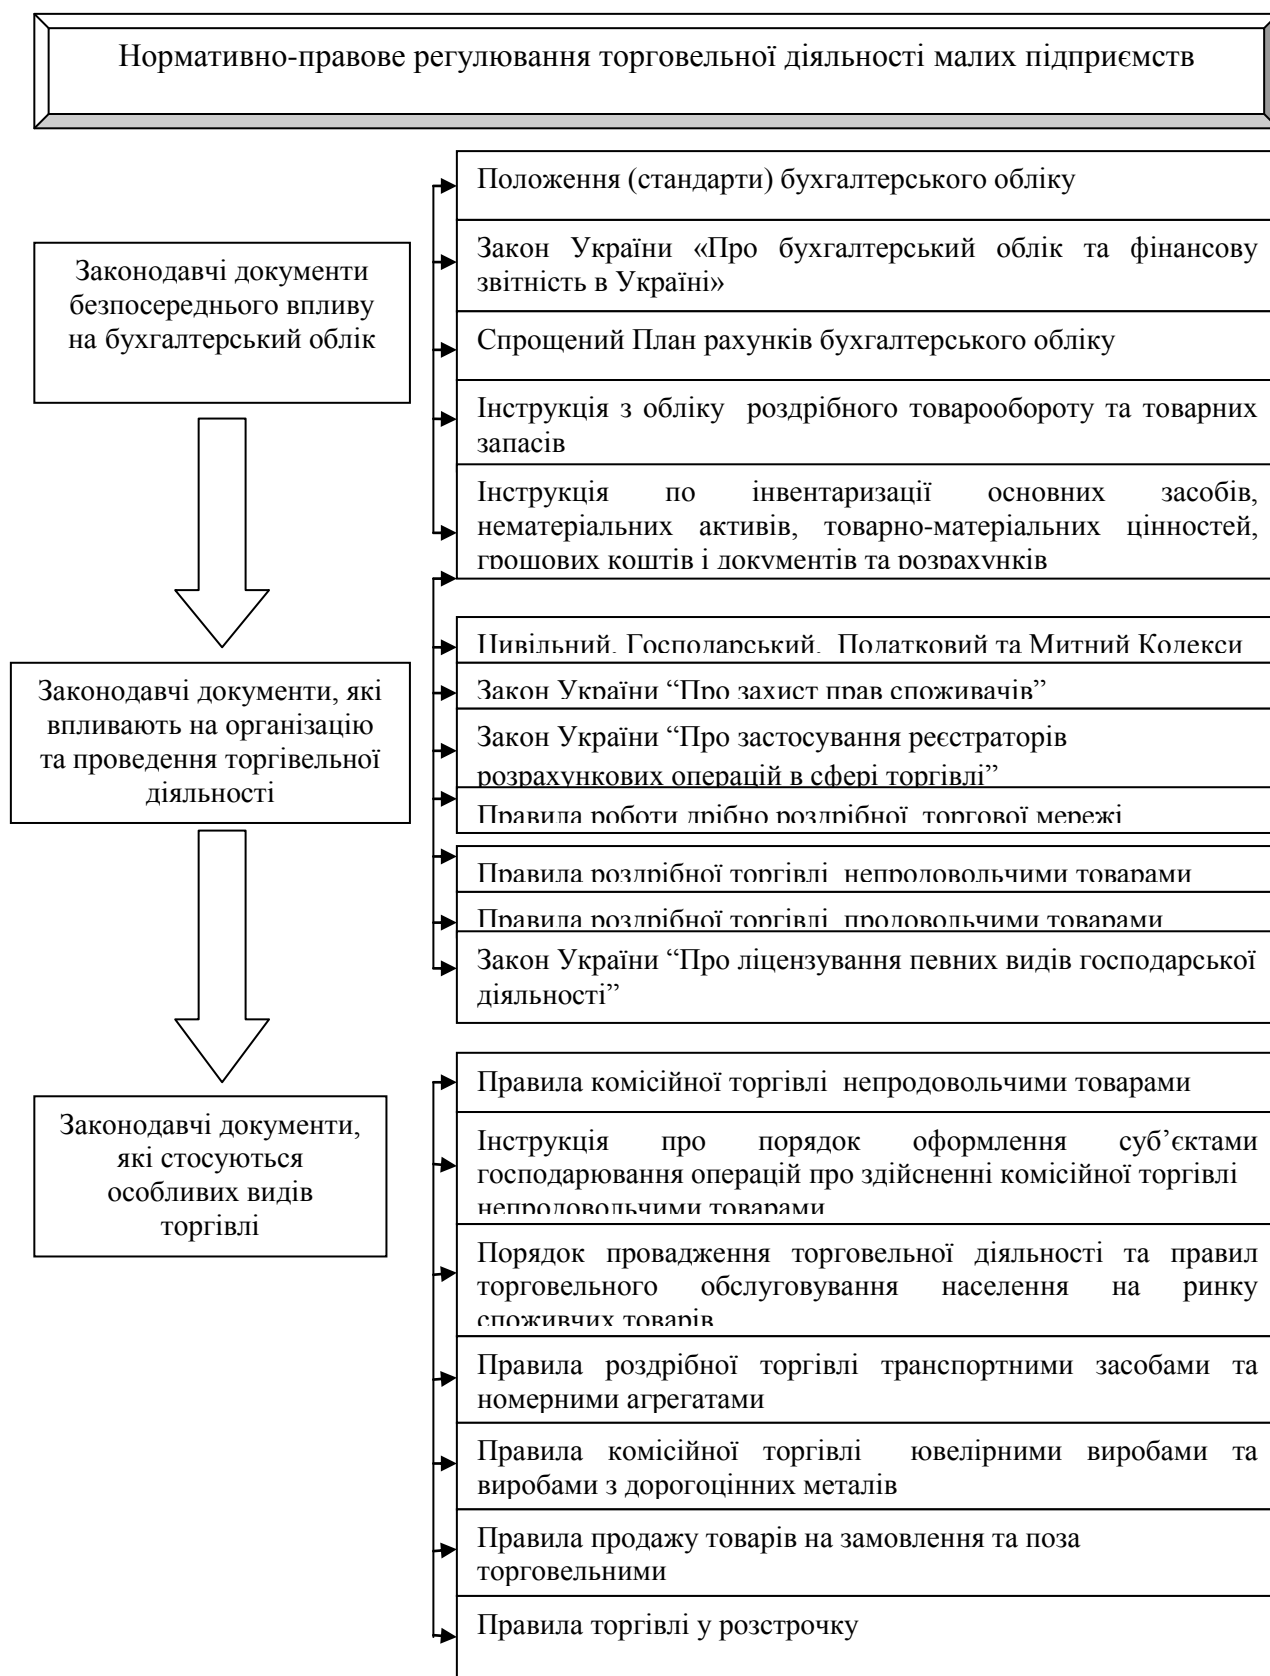 Нормативно-правове регулювання торговельної діяльності малих підприємств
Законодавчі документи
безпосереднього впливу
на бухгалтерський облік
Положення (стандарти) бухгалтерського обліку
Закон України «Про бухгалтерський облік та фінансову
звітність в Україні»
Спрощений План рахунків бухгалтерського обліку
Інструкція з обліку роздрібного товарообороту та товарних
запасів
Інструкція по інвентаризації основних засобів,
нематеріальних активів, товарно-матеріальних цінностей,
грошових коштів і документів та розрахунків
Законодавчі документи, які
впливають на організацію
та проведення торгівельної
діяльності
Цивільний, Господарський, Податковий та Митний Кодекси
Закон України “Про захист прав споживачів”
Закон України “Про застосування реєстраторів
розрахункових операцій в сфері торгівлі”
Правила роботи дрібно роздрібної торгової мережі
Правила роздрібної торгівлі непродовольчими товарами
Правила роздрібної торгівлі продовольчими товарами
Закон України “Про ліцензування певних видів господарської
діяльності”
Законодавчі документи,
які стосуються
особливих видів
торгівлі
Правила комісійної торгівлі непродовольчими товарами
Інструкція про порядок оформлення суб’єктами
господарювання операцій про здійсненні комісійної торгівлі
непродовольчими товарами
Порядок провадження торговельної діяльності та правил
торговельного обслуговування населення на ринку
споживчих товарів
Правила роздрібної торгівлі транспортними засобами та
номерними агрегатами
Правила комісійної торгівлі ювелірними виробами та
виробами з дорогоцінних металів
Правила продажу товарів на замовлення та поза
торговельними
Правила торгівлі у розстрочку